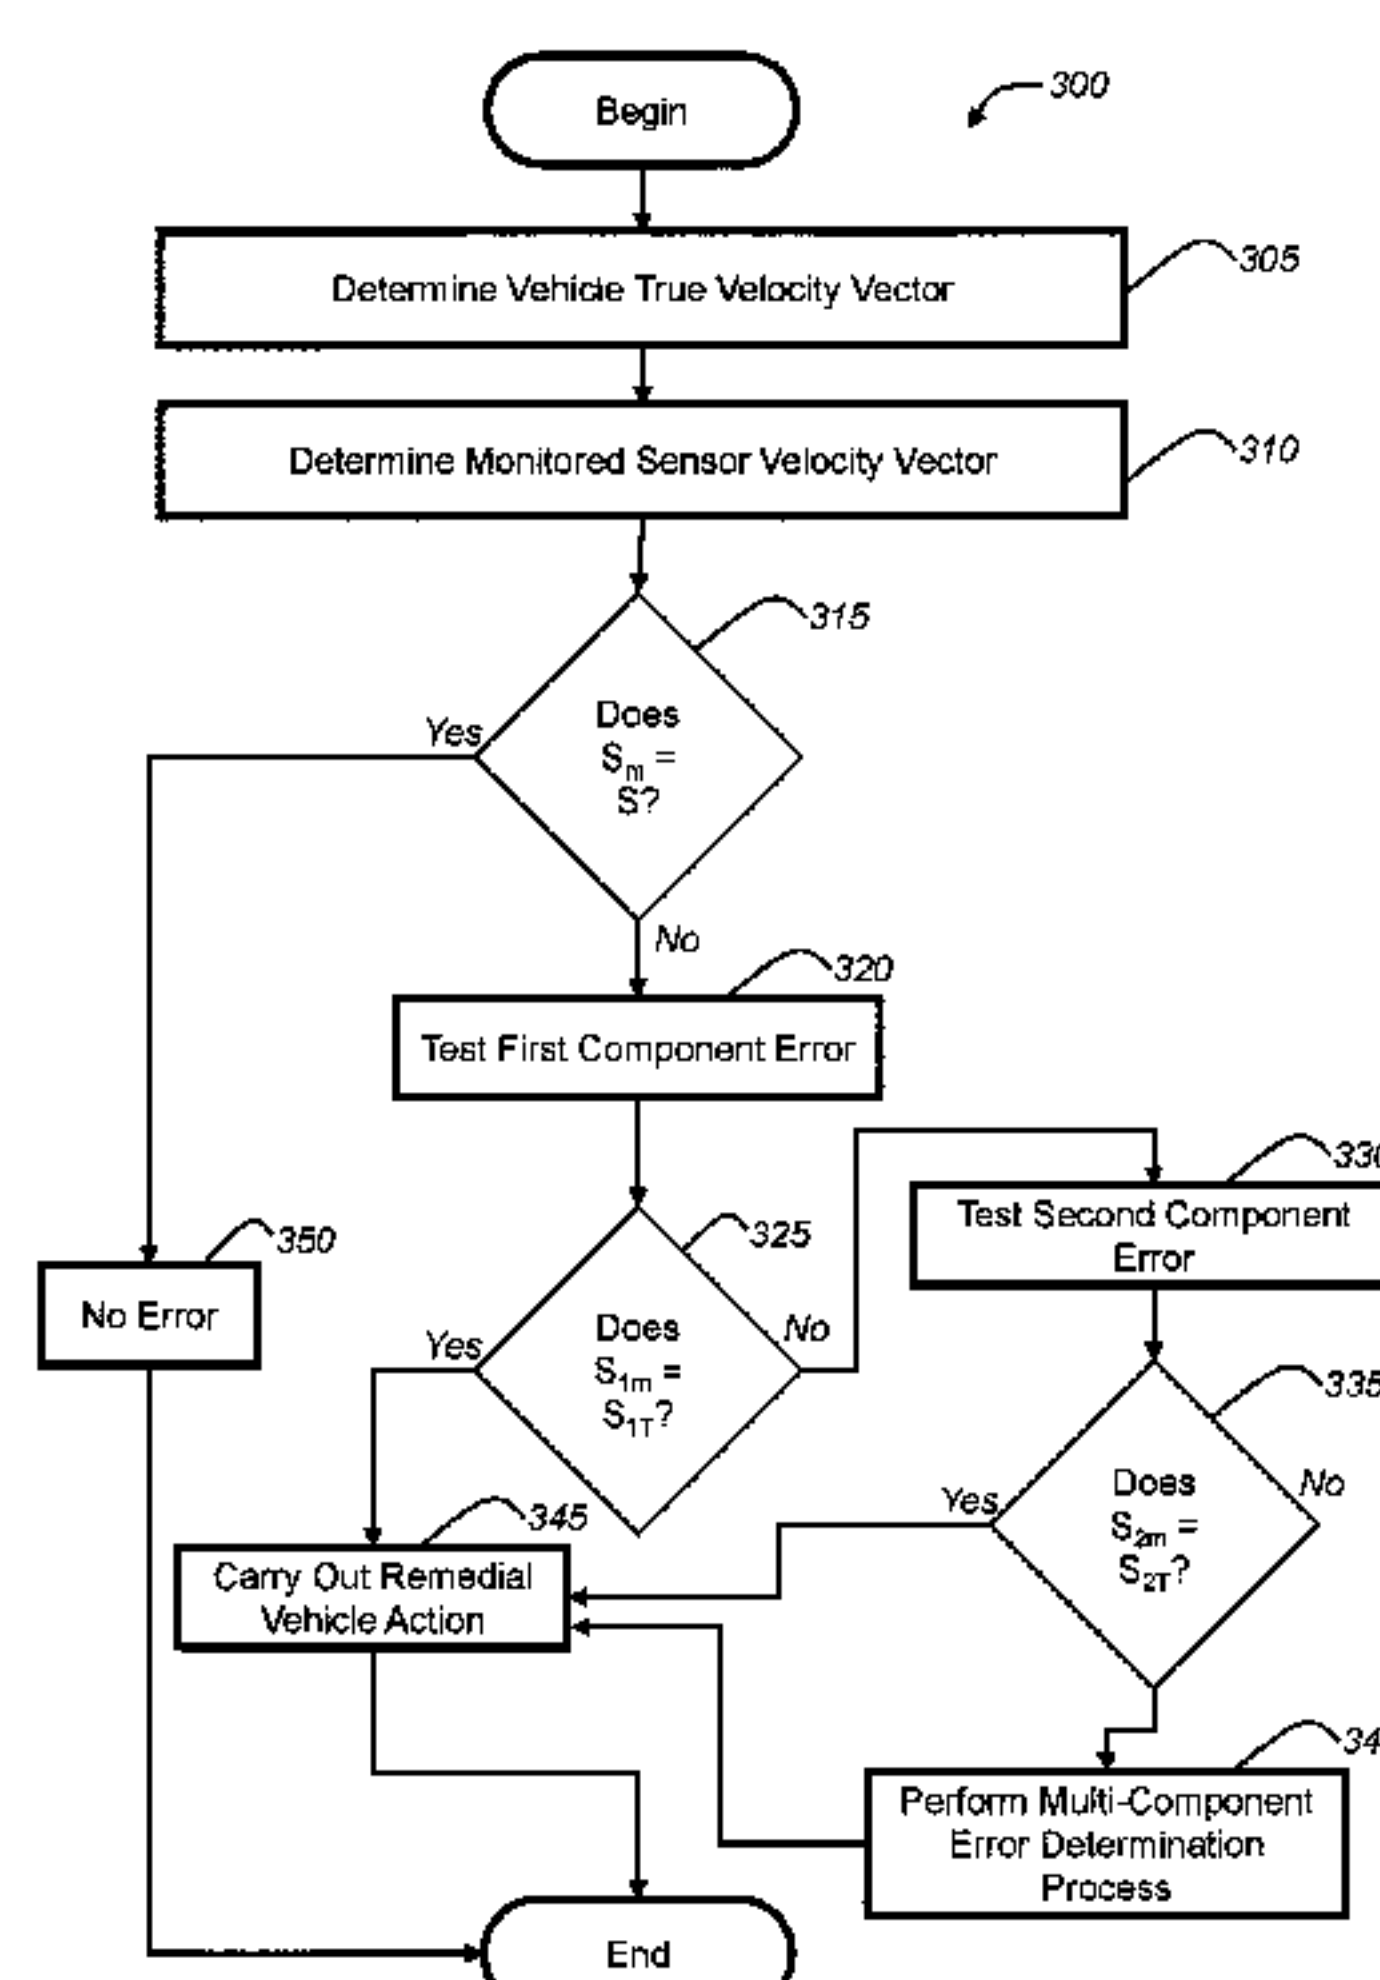 Begin
300
Determine Vehicle True Velocity Vector
305
Determine Monitored Sensor Velocity Vector
310
315
Does
Sm =
S?
Yes
No
320
Test First Component Error
330
Test Second Component
Error
350
No Error
325
Does
S1m =
S1T?
Yes
No
335
Does
S2m =
S2T?
Yes
No
345
Carry Out Remedial
Vehicle Action
34
Perform Multi-Component
Error Determination
Process
End